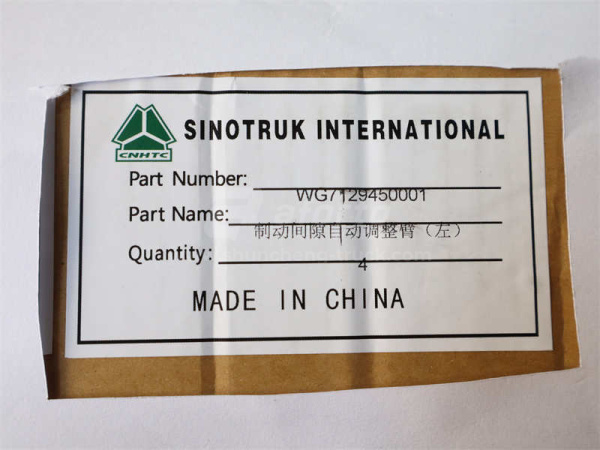 CNHTC
SINOTRUK INTERNATIONAL
Part Number: WG7129450001
Part Name: 制动间隙自动调整臂（左）
Quantity: 4
MADE IN CHINA